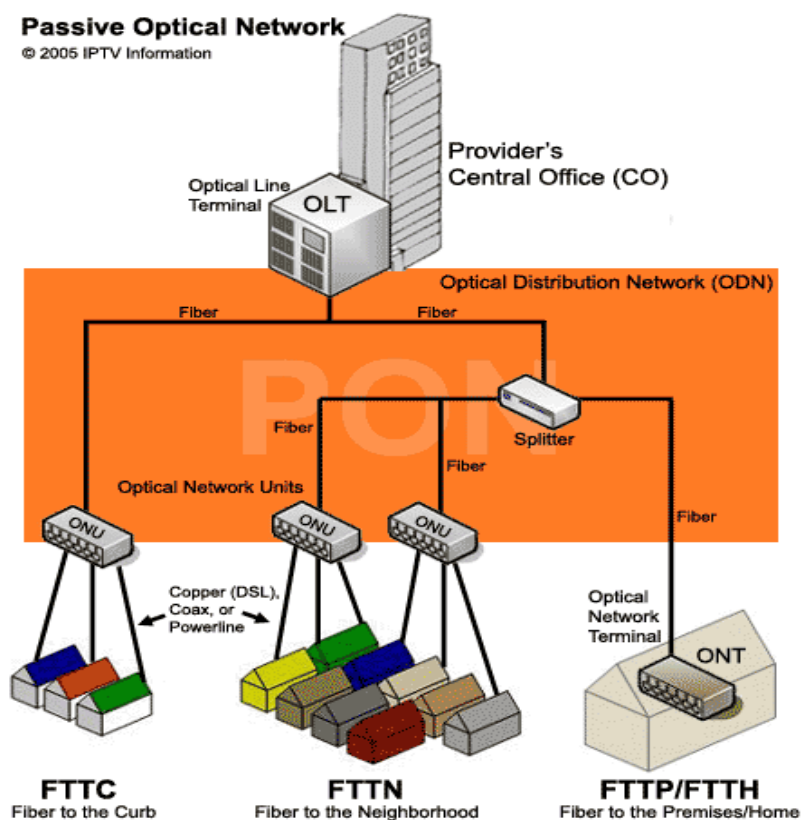 Passive Optical Network
© 2005 IPTV Information
Provider's
Central Office (CO)
Optical Line
Terminal
OLT
Optical Distribution Network (ODN)
Fiber
Fiber
PON
Splitter
Fiber
Fiber
Optical Network Units
Fiber
ONU
ONU
ONU
Copper (DSL),
Coax, or
Powerline
Optical
Network
Terminal
ONT
FTTC
Fiber to the Curb
FTTN
Fiber to the Neighborhood
FTTP/FTTH
Fiber to the Premises/Home